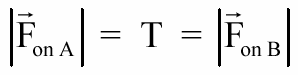 |F⃗on A| = T = |F⃗on B|